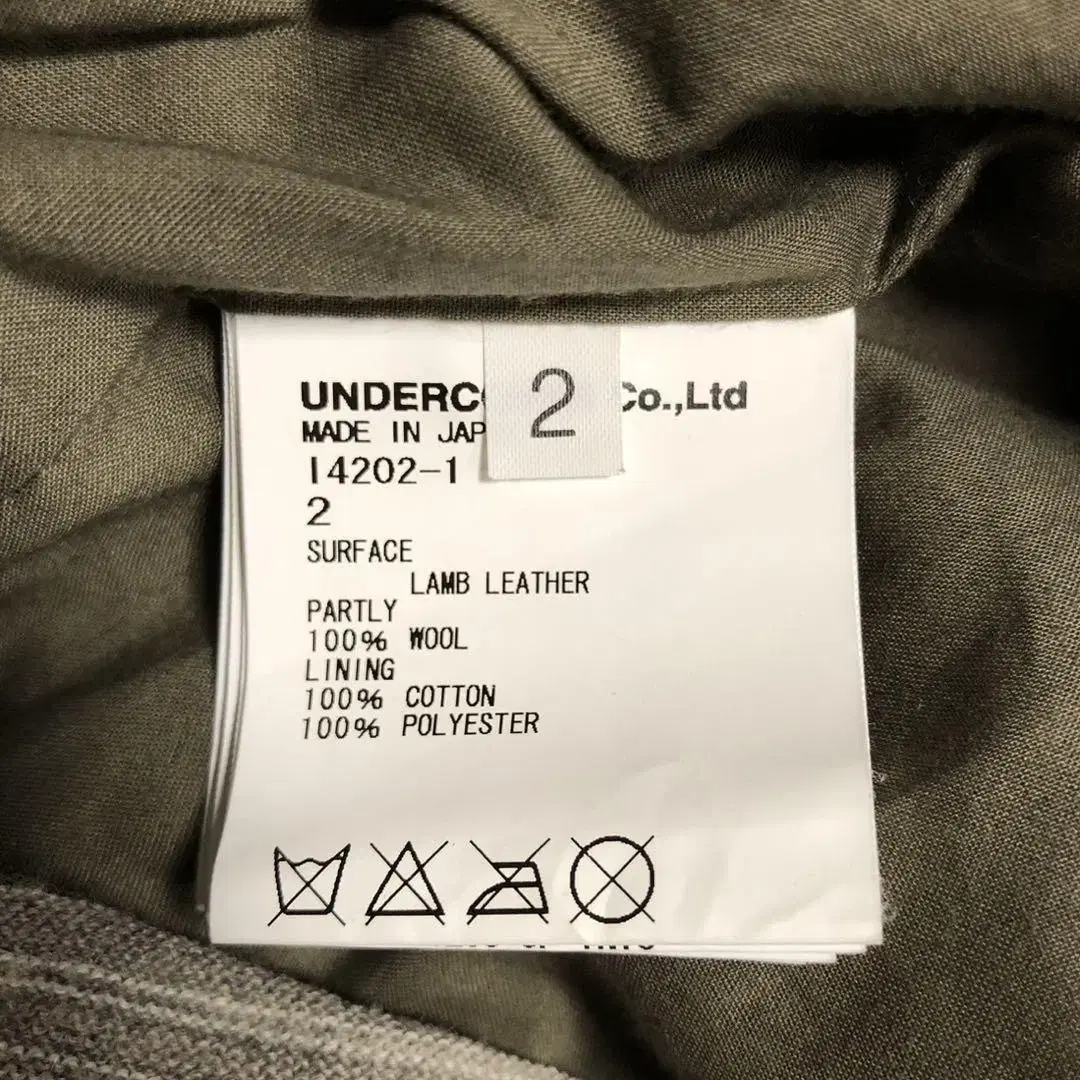 UNDERC Co.,Ltd
2
MADE IN JAP
14202-1
2
SURFACE
LAMB LEATHER
PARTLY
100% WOOL
LINING
100% COTTON
100% POLYESTER